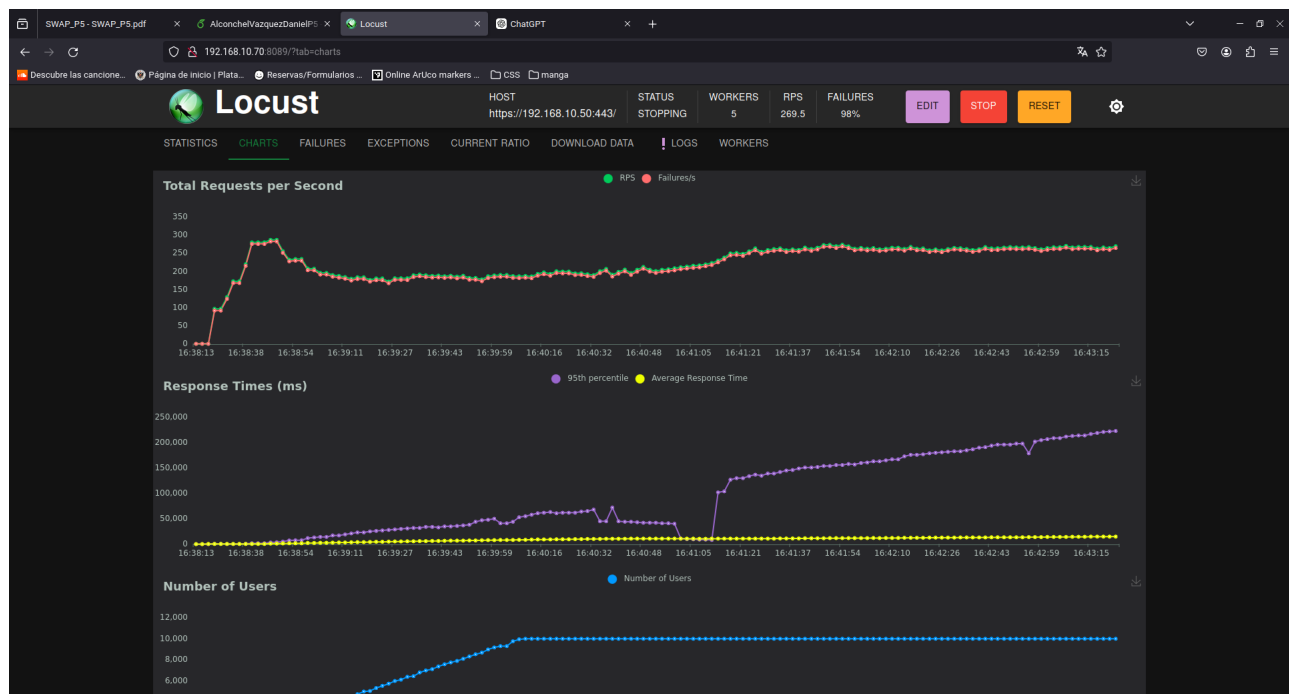 SWAP_P5 - SWAP_P5.pdf
AlconchelVazquezDanielP5
Locust
ChatGPT
192.168.10.70:8089/?tab=charts
Descubre las cancione...
Página de inicio | Plata...
Reservas/Formularios ...
Online ArUco markers ...
CSS
manga
Locust
HOST
https://192.168.10.50:443/
STATUS
STOPPING
WORKERS
5
RPS
269.5
FAILURES
98%
EDIT
STOP
RESET
STATISTICS
CHARTS
FAILURES
EXCEPTIONS
CURRENT RATIO
DOWNLOAD DATA
! LOGS
WORKERS
Total Requests per Second
RPS
Failures/s
350
300
250
200
150
100
50
0
16:38:13 16:38:38 16:38:54 16:39:11 16:39:27 16:39:43 16:39:59 16:40:16 16:40:32 16:40:48 16:41:05 16:41:21 16:41:37 16:41:54 16:42:10 16:42:26 16:42:43 16:42:59 16:43:15
Response Times (ms)
95th percentile
Average Response Time
250,000
200,000
150,000
100,000
50,000
0
16:38:13 16:38:38 16:38:54 16:39:11 16:39:27 16:39:43 16:39:59 16:40:16 16:40:32 16:40:48 16:41:05 16:41:21 16:41:37 16:41:54 16:42:10 16:42:26 16:42:43 16:42:59 16:43:15
Number of Users
Number of Users
12,000
10,000
8,000
6,000